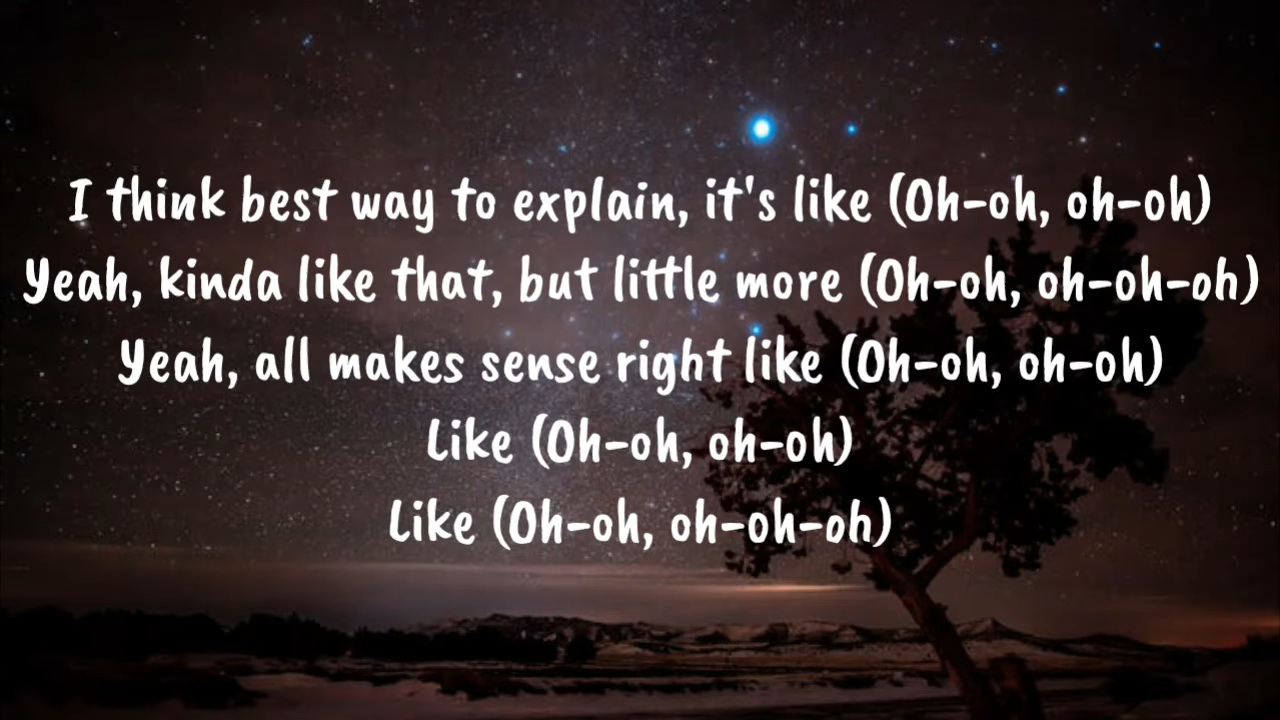 I think best way to explain, it's like (Oh-oh, oh-oh)
Yeah, kinda like that, but little more (Oh-oh, oh-oh-oh)
Yeah, all makes sense right like (Oh-oh, oh-oh)
Like (Oh-oh, oh-oh)
Like (Oh-oh, oh-oh-oh)